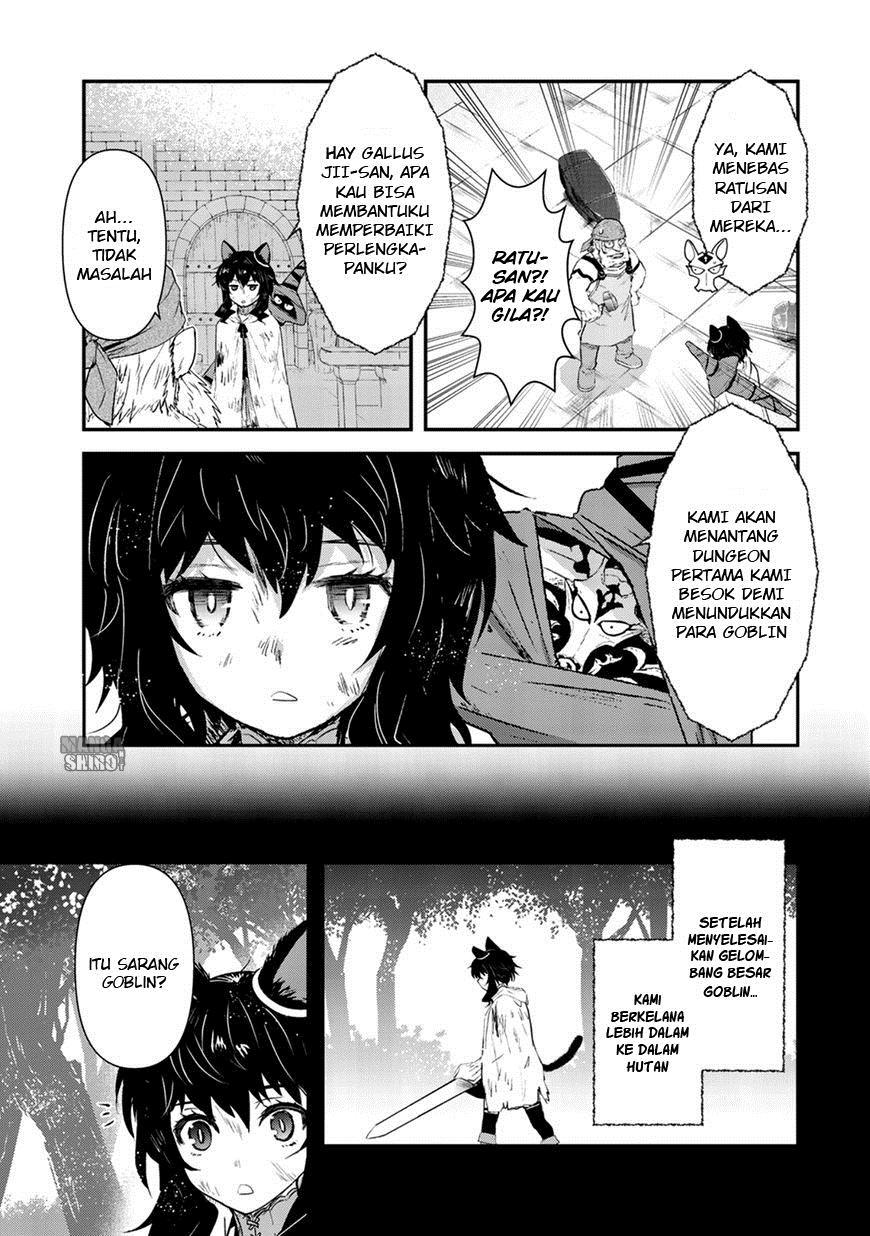 YA, KAMI
MENEBAS
RATUSAN
DARI
MEREKA...
RATU-
SAN?!
APA KAU
GILA?!
HAY GALLUS
JII-SAN, APA
KAU BISA
MEMBANTUKU
MEMPERBAIKI
PERLENGKA-
PANKU?
AH...
TENTU,
TIDAK
MASALAH
KAMI AKAN
MENANTANG
DUNGEON
PERTAMA KAMI
BESOK DEMI
MENUNDUKKAN
PARA GOBLIN
MANGA
SHIRO
SETELAH
MENYELESAI-
KAN GELOM-
BANG BESAR
GOBLIN...
KAMI
BERKELANA
LEBIH DALAM
KE DALAM
HUTAN
ITU SARANG
GOBLIN?